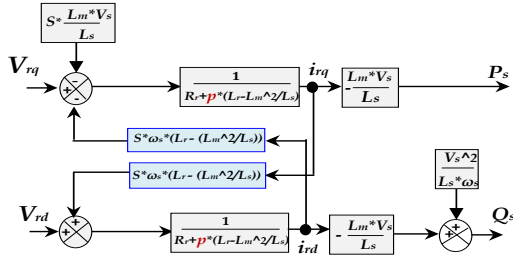 S* Lm*Vs
Ls
Vrq
-
+ -
1
Rr+p*(Lr-Lm^2/Ls)
irq
- Lm*Vs
Ls
Ps
S*ωs*(Lr- (Lm^2/Ls))
S*ωs*(Lr- (Lm^2/Ls))
Vs^2
Ls*ωs
Vrd
+
+
1
Rr+p*(Lr-Lm^2/Ls)
ird
- Lm*Vs
Ls
+
+
Qs